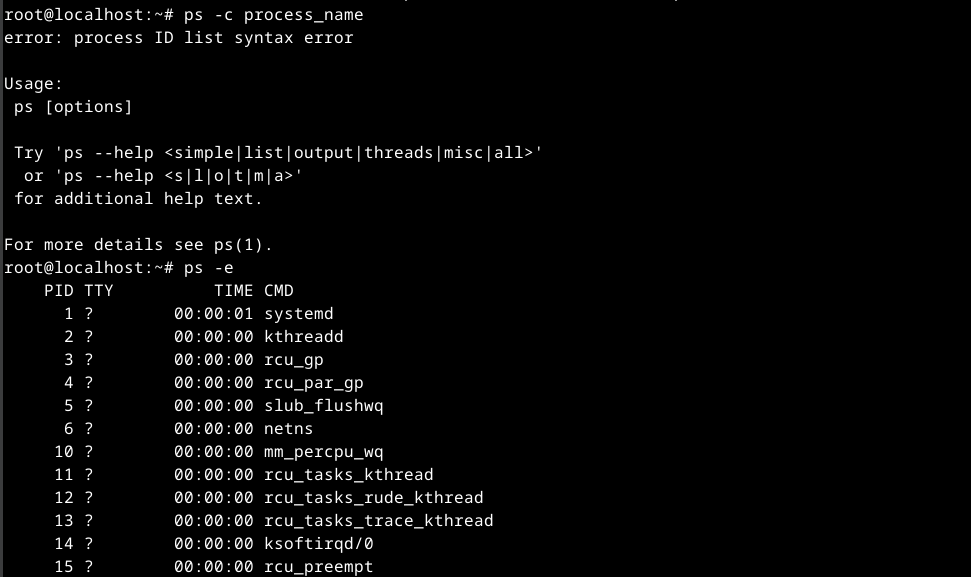 root@localhost:~# ps -c process_name
error: process ID list syntax error
Usage:
ps [options]
Try 'ps --help <simple|list|output|threads|misc|all>'
or 'ps --help <s|l|o|t|m|a>'
for additional help text.
For more details see ps(1).
root@localhost:~# ps -e
PID TTY TIME CMD
1 ? 00:00:01 systemd
2 ? 00:00:00 kthreadd
3 ? 00:00:00 rcu_gp
4 ? 00:00:00 rcu_par_gp
5 ? 00:00:00 slub_flushwq
6 ? 00:00:00 netns
10 ? 00:00:00 mm_percpu_wq
11 ? 00:00:00 rcu_tasks_kthread
12 ? 00:00:00 rcu_tasks_rude_kthread
13 ? 00:00:00 rcu_tasks_trace_kthread
14 ? 00:00:00 ksoftirqd/0
15 ? 00:00:00 rcu_preempt